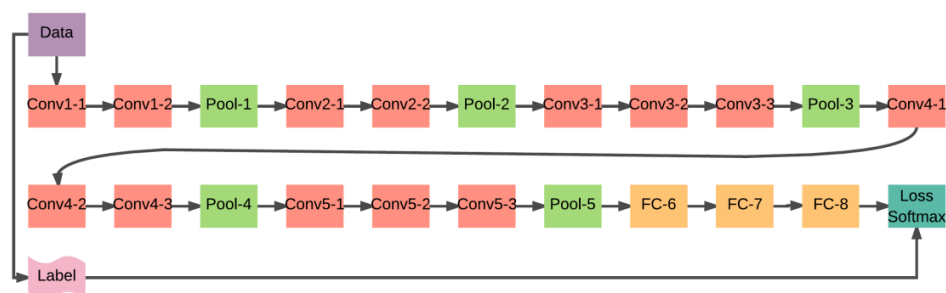 Data
Conv1-1 Conv1-2 Pool-1 Conv2-1 Conv2-2 Pool-2 Conv3-1 Conv3-2 Conv3-3 Pool-3 Conv4-1
Conv4-2 Conv4-3 Pool-4 Conv5-1 Conv5-2 Conv5-3 Pool-5 FC-6 FC-7 FC-8 Loss
Softmax
Label